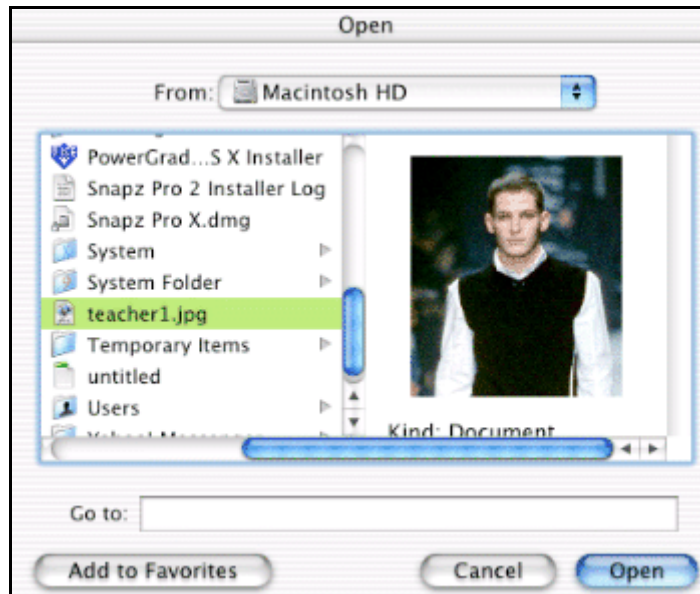 Open
From: Macintosh HD
PowerGrad...S X Installer
Snapz Pro 2 Installer Log
Snapz Pro X.dmg
System
System Folder
teacher1.jpg
Temporary Items
untitled
Users
Kind: Document
Go to:
Add to Favorites Cancel Open